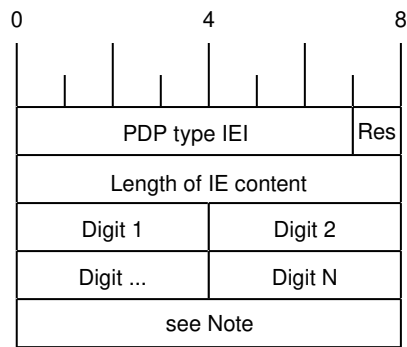 0 4 8
PDP type IEI Res
Length of IE content
Digit 1 Digit 2
Digit ... Digit N
see Note